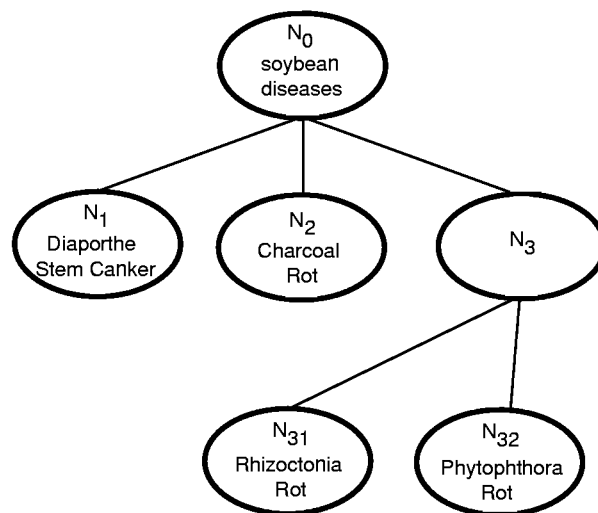 N0
soybean
diseases
N1
Diaporthe
Stem Canker
N2
Charcoal
Rot
N3
N31
Rhizoctonia
Rot
N32
Phytophthora
Rot